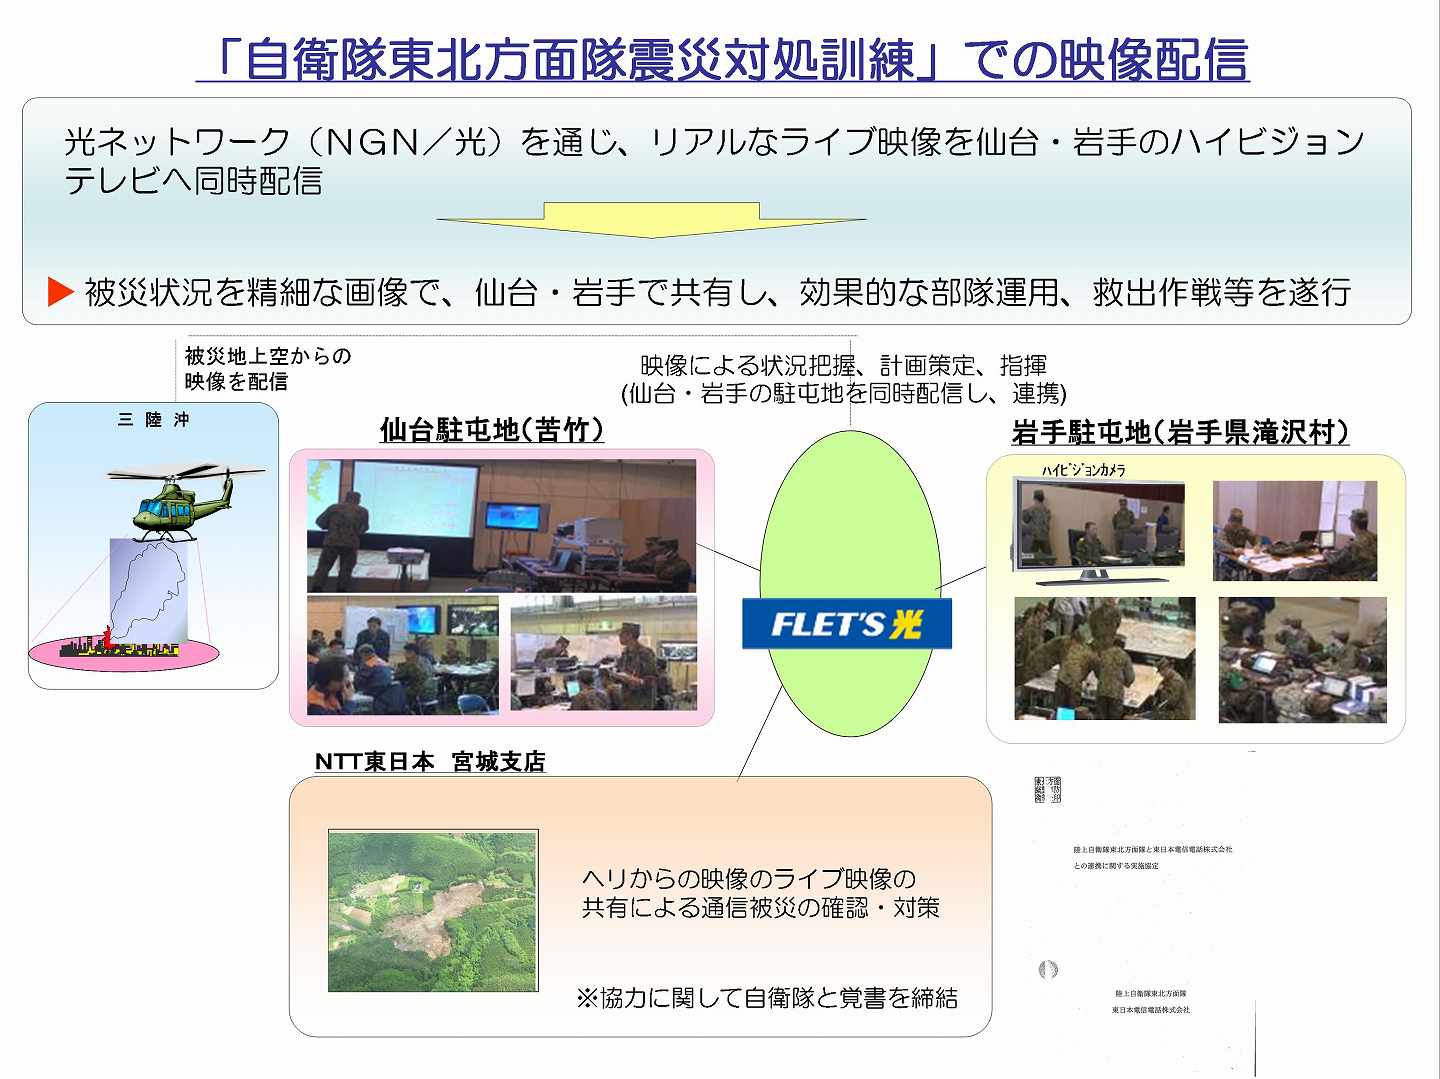 「自衛隊東北方面隊震災対処訓練」での映像配信
光ネットワーク（ＮＧＮ／光）を通じ、リアルなライブ映像を仙台・岩手のハイビジョン
テレビへ同時配信
▶ 被災状況を精細な画像で、仙台・岩手で共有し、効果的な部隊運用、救出作戦等を遂行
被災地上空からの
映像を配信
映像による状況把握、計画策定、指揮
(仙台・岩手の駐屯地を同時配信し、連携)
三 陸 沖
仙台駐屯地（苦竹）
岩手駐屯地（岩手県滝沢村）
ﾊｲﾋﾞｼﾞｮﾝｶﾒﾗ
FLET'S光
NTT東日本　宮城支店
ヘリからの映像のライブ映像の
共有による通信被災の確認・対策
※協力に関して自衛隊と覚書を締結
陸上自衛隊東北方面隊と東日本電信電話株式会社
との連携に関する実施協定
陸上自衛隊東北方面隊
東日本電信電話株式会社